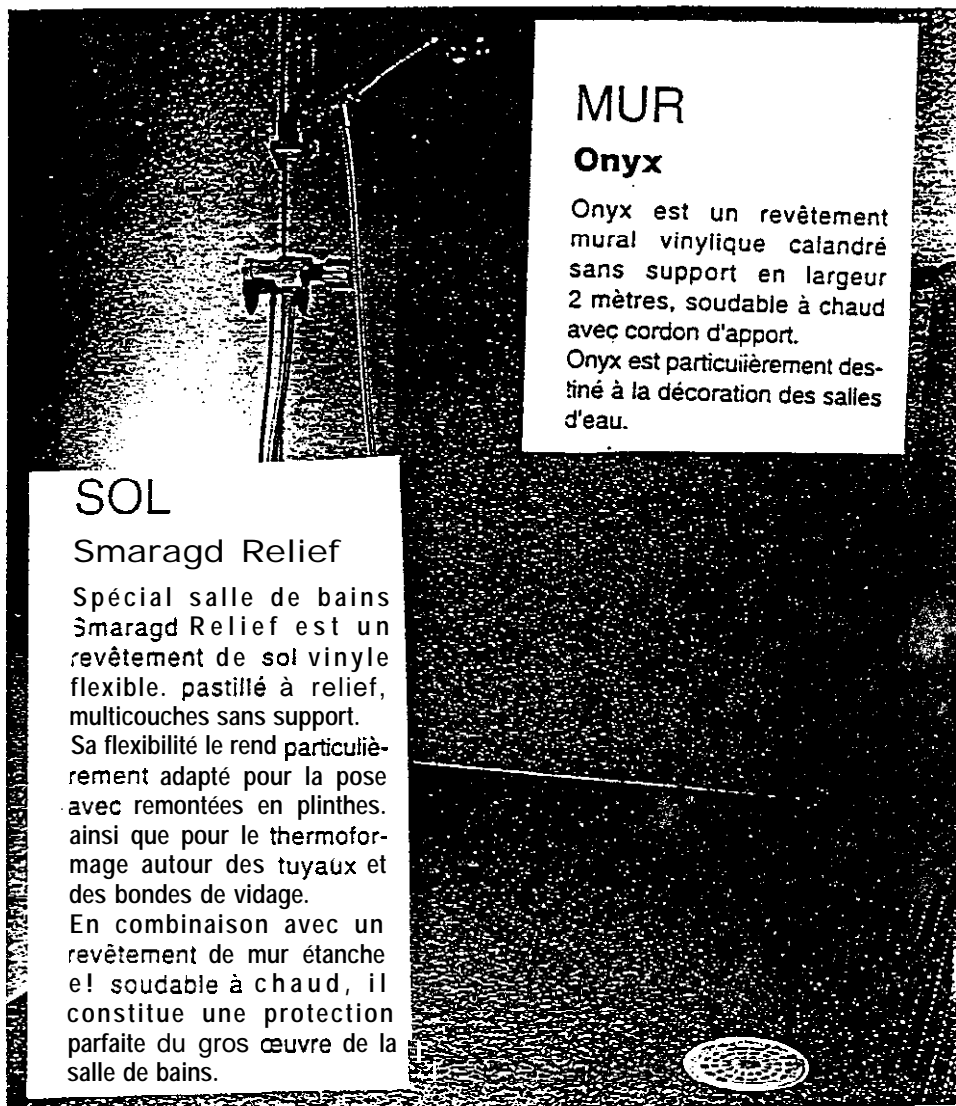 MUR
Onyx
Onyx est un revêtement
mural vinylique calandré
sans support en largeur
2 mètres, soudable à chaud
avec cordon d'apport.
Onyx est particulièrement des-
tiné à la décoration des salles
d'eau.
SOL
Smaragd Relief
Spécial salle de bains
Smaragd Relief est un
revêtement de sol vinyle
flexible. pastillé à relief,
multicouches sans support.
Sa flexibilité le rend particuliè-
rement adapté pour la pose
avec remontées en plinthes.
ainsi que pour le thermofor-
mage autour des tuyaux et
des bondes de vidage.
En combinaison avec un
revêtement de mur étanche
e! soudable à chaud, il
constitue une protection
parfaite du gros œuvre de la
salle de bains.